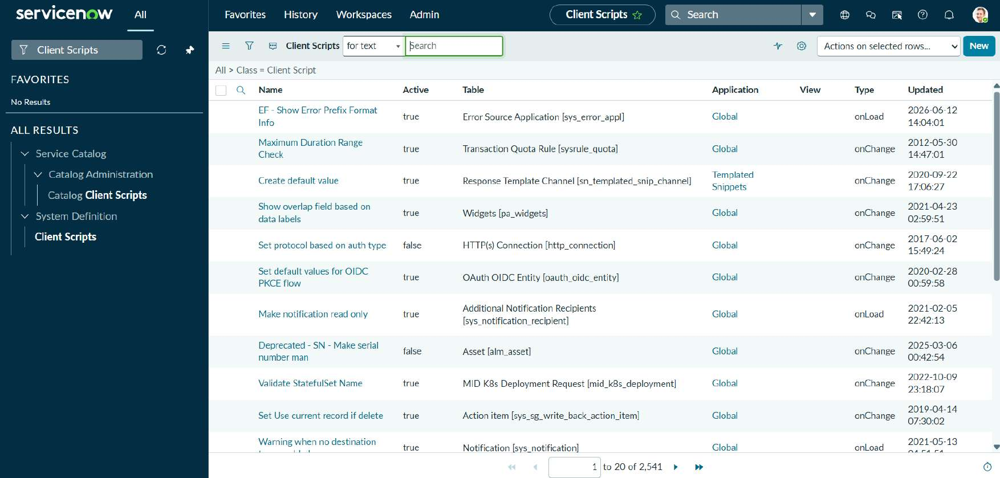 servicenow
All
Favorites
History
Workspaces
Admin
Client Scripts
Search
Client Scripts
FAVORITES
No Results
ALL RESULTS
Service Catalog
Catalog Administration
Catalog Client Scripts
System Definition
Client Scripts
Client Scripts
for text
Search
Actions on selected rows...
New
All > Class = Client Script
Name Active Table Application View Type Updated
EF - Show Error Prefix Format Info true Error Source Application [sys_error_appl] Global onLoad 2026-06-12 14:04:01
Maximum Duration Range Check true Transaction Quota Rule [sysrule_quota] Global onChange 2012-05-30 14:47:01
Create default value true Response Template Channel [sn_templated_snip_channel] Templated Snippets onChange 2020-09-22 17:06:27
Show overlap field based on data labels true Widgets [pa_widgets] Global onChange 2021-04-23 02:59:51
Set protocol based on auth type false HTTP(s) Connection [http_connection] Global onChange 2017-06-02 15:49:24
Set default values for OIDC PKCE flow true OAuth OIDC Entity [oauth_oidc_entity] Global onChange 2020-02-28 00:59:58
Make notification read only true Additional Notification Recipients [sys_notification_recipient] Global onLoad 2021-02-05 22:42:13
Deprecated - SN - Make serial number man false Asset [alm_asset] Global onChange 2025-03-06 00:42:54
Validate StatefulSet Name true MID K8s Deployment Request [mid_k8s_deployment] Global onChange 2022-10-09 23:18:07
Set Use current record if delete true Action item [sys_sg_write_back_action_item] Global onChange 2019-04-14 07:30:02
Warning when no destination true Notification [sys_notification] Global onLoad 2021-05-13
1 to 20 of 2,541